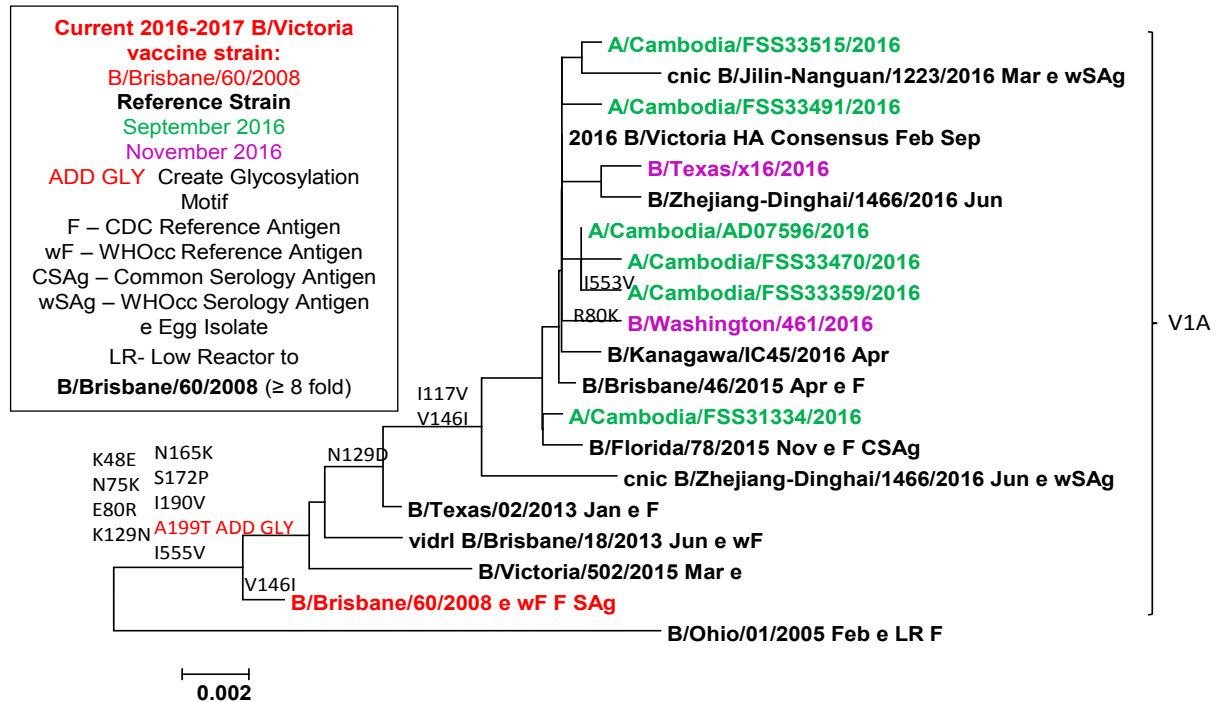 Current 2016-2017 B/Victoria
vaccine strain:
B/Brisbane/60/2008
Reference Strain
September 2016
November 2016
ADD GLY Create Glycosylation
Motif
F – CDC Reference Antigen
wF – WHOcc Reference Antigen
CSAg – Common Serology Antigen
wSAg – WHOcc Serology Antigen
e Egg Isolate
LR- Low Reactor to
B/Brisbane/60/2008 (≥ 8 fold)
A/Cambodia/FSS33515/2016
cnic B/Jilin-Nanguan/1223/2016 Mar e wSAg
A/Cambodia/FSS33491/2016
2016 B/Victoria HA Consensus Feb Sep
B/Texas/x16/2016
B/Zhejiang-Dinghai/1466/2016 Jun
A/Cambodia/AD07596/2016
A/Cambodia/FSS33470/2016
I553V
A/Cambodia/FSS33359/2016
R80K
B/Washington/461/2016
B/Kanagawa/IC45/2016 Apr
B/Brisbane/46/2015 Apr e F
I117V
V146I
A/Cambodia/FSS31334/2016
B/Florida/78/2015 Nov e F CSAg
N129D
cnic B/Zhejiang-Dinghai/1466/2016 Jun e wSAg
B/Texas/02/2013 Jan e F
vidrl B/Brisbane/18/2013 Jun e wF
B/Victoria/502/2015 Mar e
K48E
N75K
E80R
K129N
N165K
S172P
I190V
A199T ADD GLY
I555V
V146I
B/Brisbane/60/2008 e wF F SAg
B/Ohio/01/2005 Feb e LR F
V1A
0.002